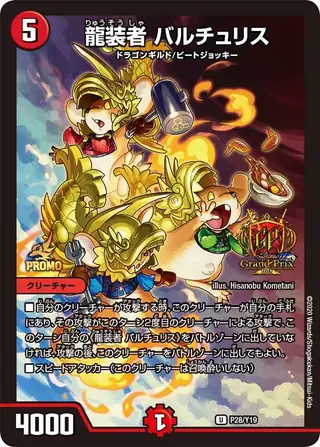 5
りゅうそうしゃ
龍装者 バルチュリス
ドラゴンギルド/ビートジョッキー
GP
Grand Prix
PROMO
illus. Hisanobu Kometani
クリーチャー
■自分のクリーチャーが攻撃する時、このクリーチャーが自分の手札
にあり、その攻撃がこのターン2度目のクリーチャーによる攻撃で、こ
のターン自分の《龍装者 バルチュリス》をバトルゾーンに出していな
ければ、攻撃の後、このクリーチャーをバトルゾーンに出してもよい。
■スピードアタッカー(このクリーチャーは召喚酔いしない)
©2020 Wizards/Shogakukan/Mitsui-Kids
4000
1
U P28/Y19